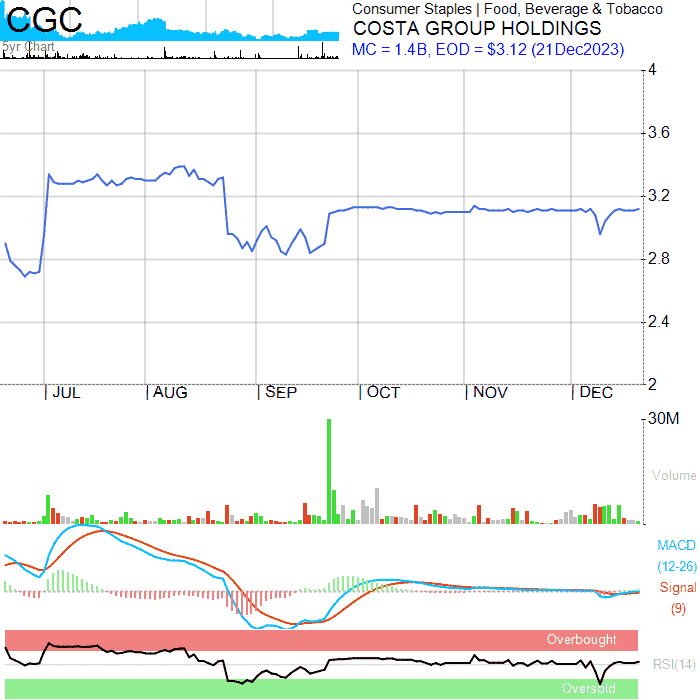 CGC
5yr Chart
Consumer Staples | Food, Beverage & Tobacco
COSTA GROUP HOLDINGS
MC = 1.4B, EOD = $3.12 (21Dec2023)
4
3.6
3.2
2.8
2.4
2
JUL AUG SEP OCT NOV DEC
30M
Volume
MACD
(12-26)
Signal
(9)
Overbought
RSI(14)
Oversold